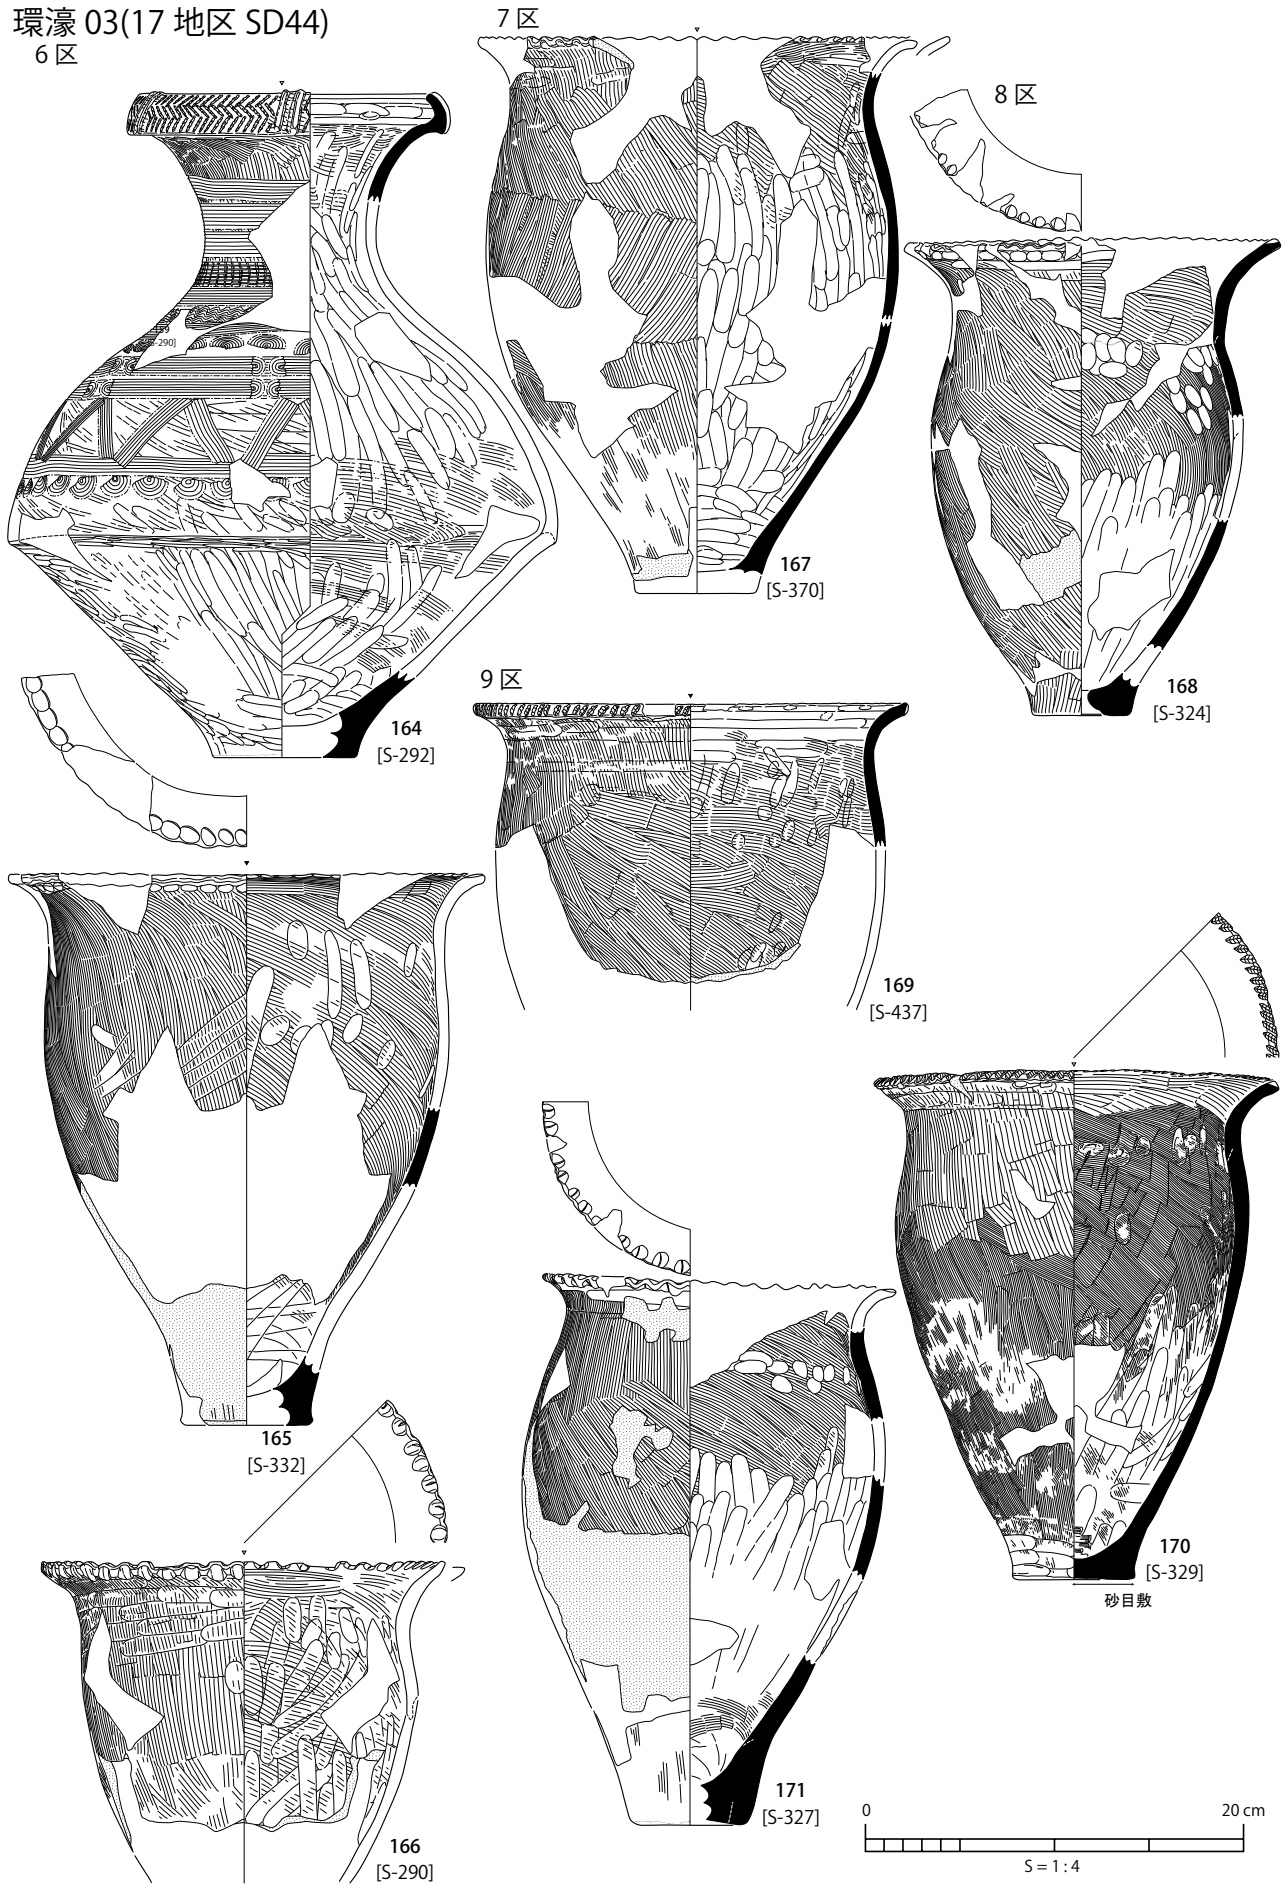 環濠 03(17 地区 SD44)
6 区
7 区
8 区
S-290]
167
[S-370]
168
[S-324]
164
[S-292]
9 区
169
[S-437]
165
[S-332]
170
[S-329]
砂目敷
171
[S-327]
166
[S-290]
0
20 cm
S = 1 : 4